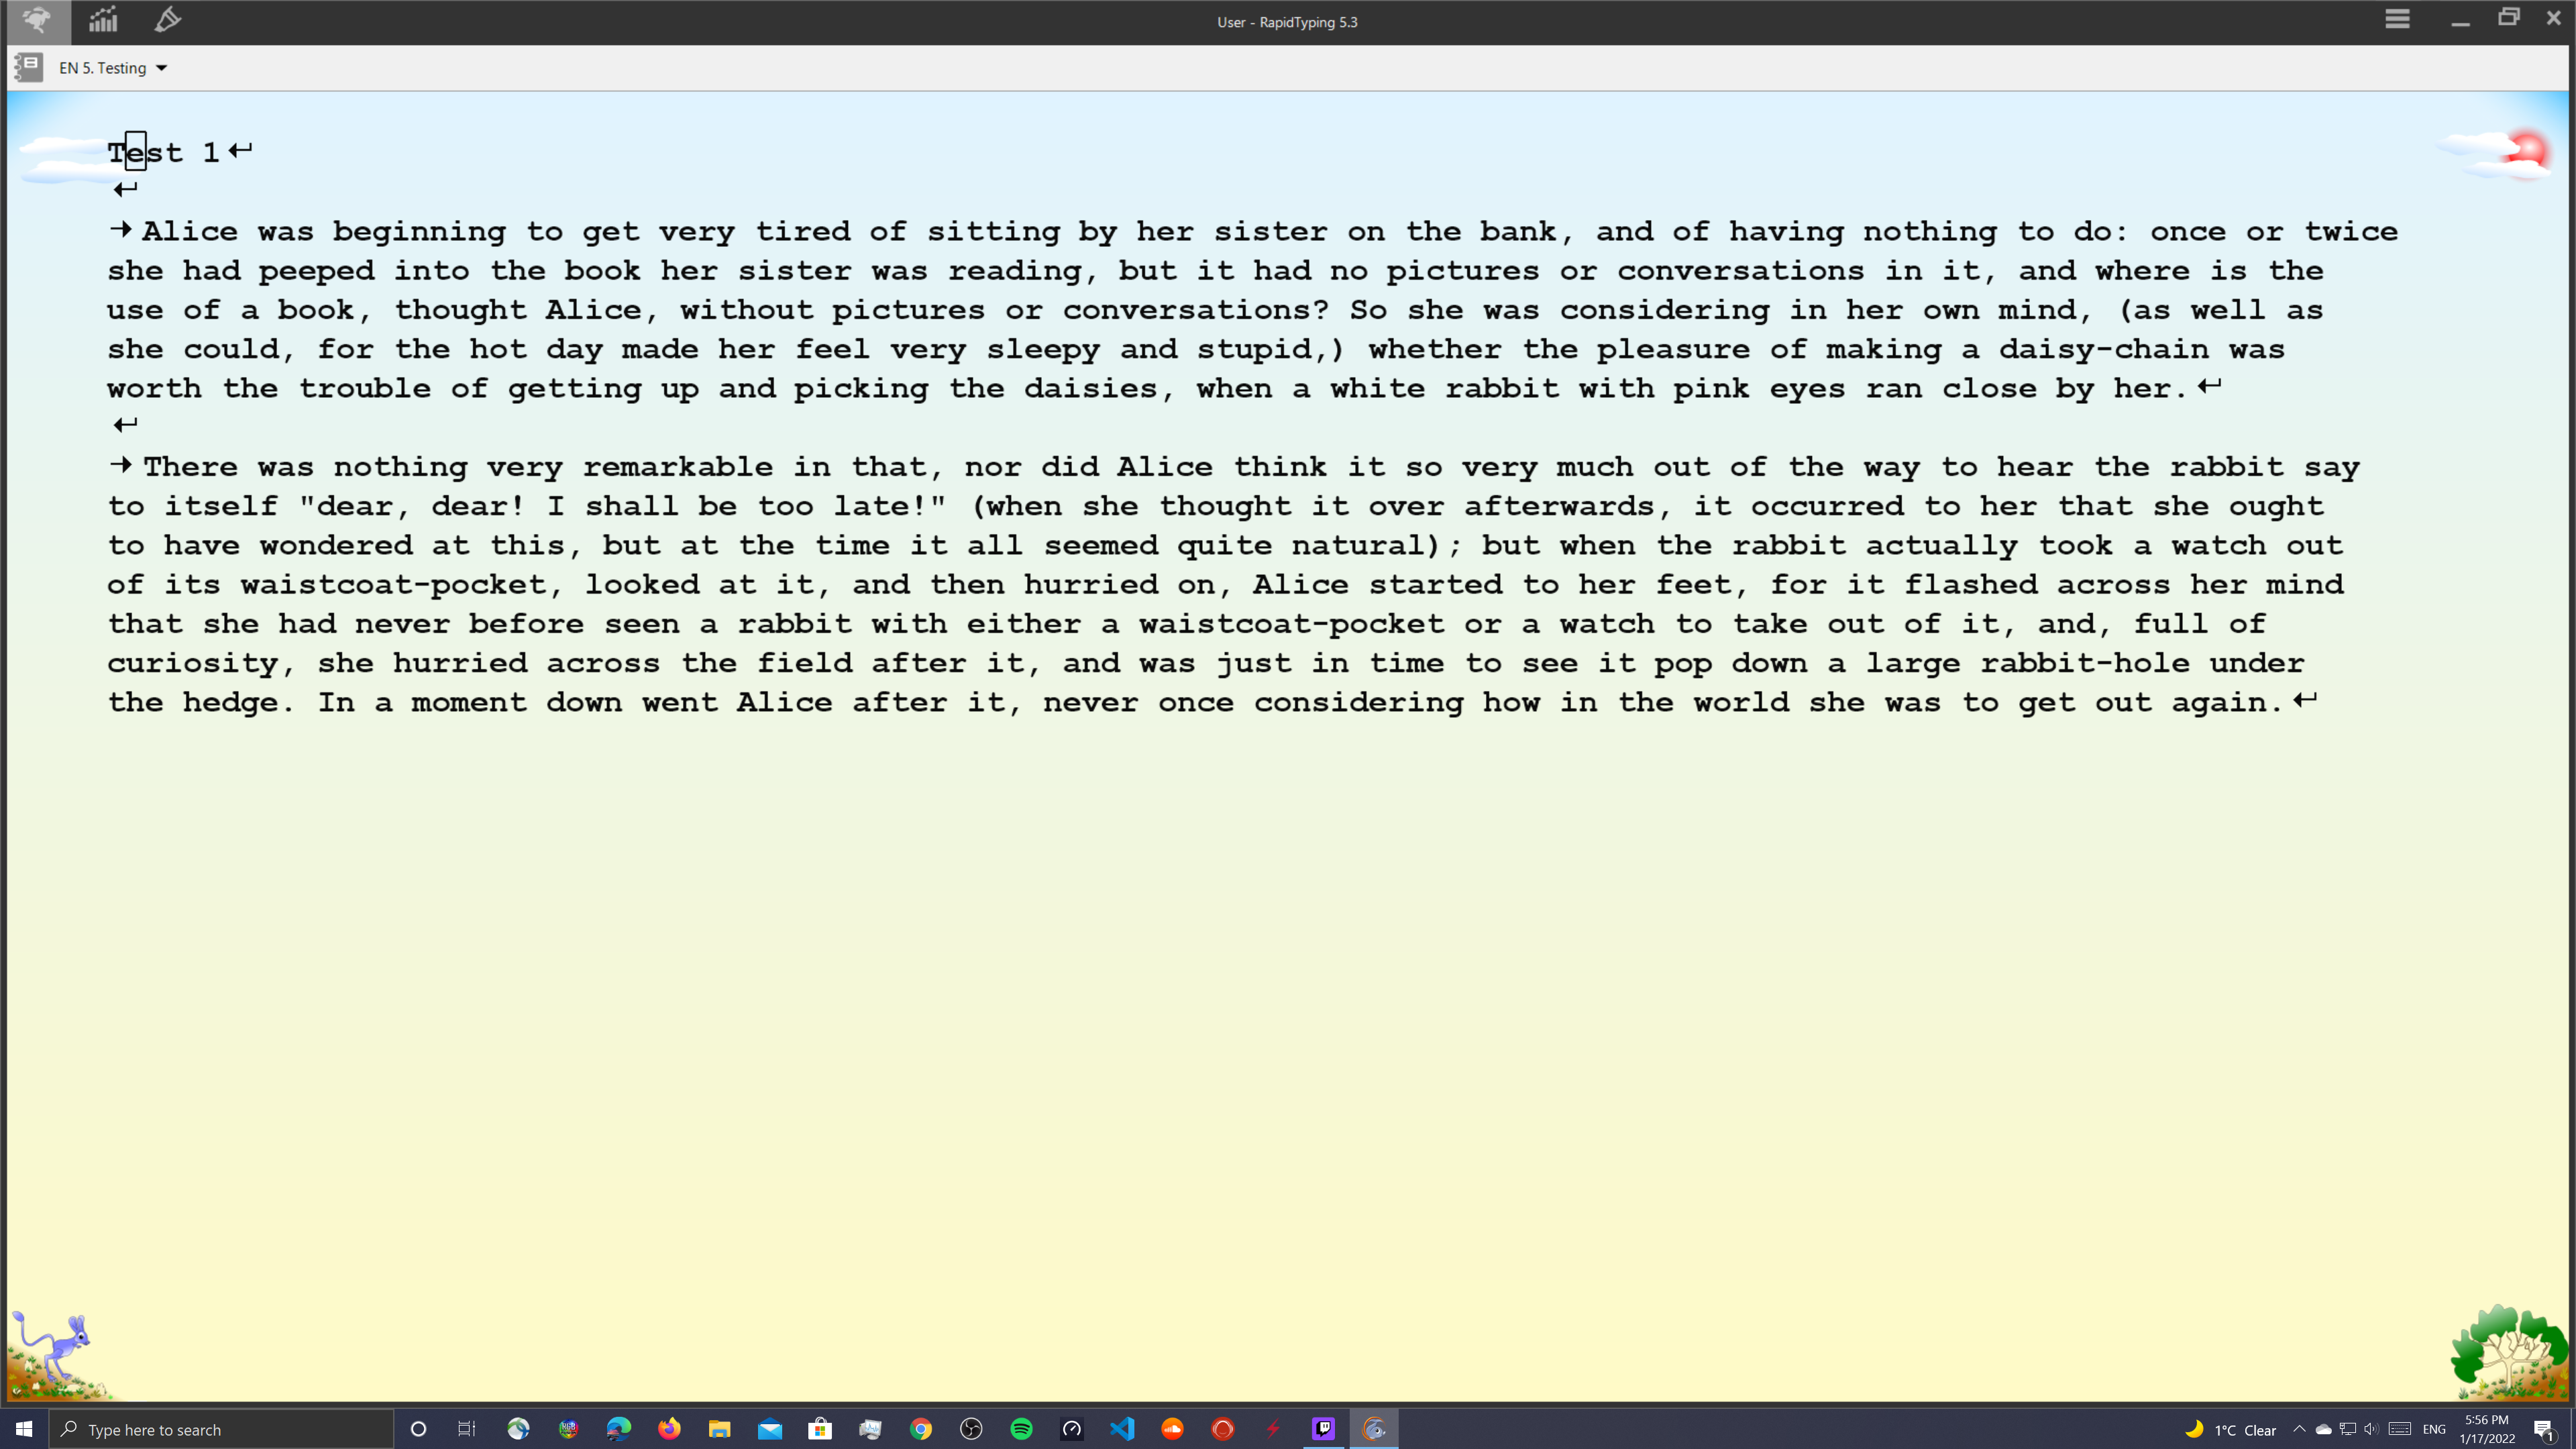 User - RapidTyping 5.3
EN 5. Testing
Test 1
Alice was beginning to get very tired of sitting by her sister on the bank, and of having nothing to do: once or twice
she had peeped into the book her sister was reading, but it had no pictures or conversations in it, and where is the
use of a book, thought Alice, without pictures or conversations? So she was considering in her own mind, (as well as
she could, for the hot day made her feel very sleepy and stupid,) whether the pleasure of making a daisy-chain was
worth the trouble of getting up and picking the daisies, when a white rabbit with pink eyes ran close by her.
There was nothing very remarkable in that, nor did Alice think it so very much out of the way to hear the rabbit say
to itself "dear, dear! I shall be too late!" (when she thought it over afterwards, it occurred to her that she ought
to have wondered at this, but at the time it all seemed quite natural); but when the rabbit actually took a watch out
of its waistcoat-pocket, looked at it, and then hurried on, Alice started to her feet, for it flashed across her mind
that she had never before seen a rabbit with either a waistcoat-pocket or a watch to take out of it, and, full of
curiosity, she hurried across the field after it, and was just in time to see it pop down a large rabbit-hole under
the hedge. In a moment down went Alice after it, never once considering how in the world she was to get out again.
Type here to search
1°C Clear
ENG
5:56 PM
1/17/2022
1